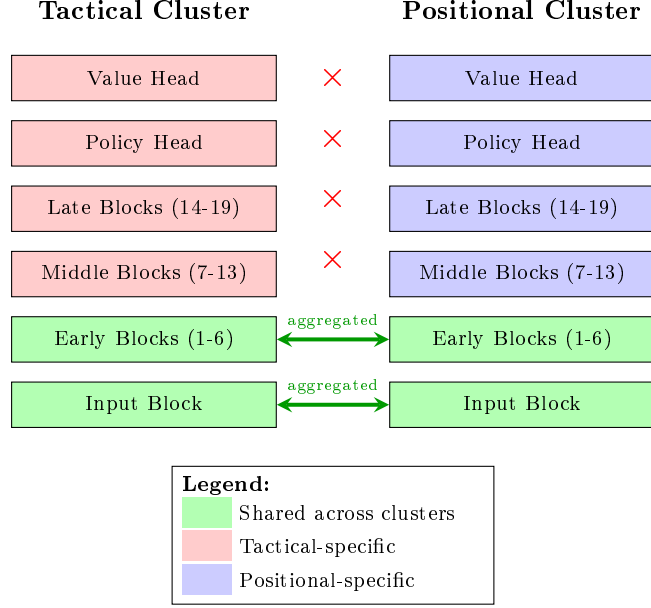 Tactical Cluster Positional Cluster
Value Head Value Head
Policy Head Policy Head
Late Blocks (14-19) Late Blocks (14-19)
Middle Blocks (7-13) Middle Blocks (7-13)
aggregated
Early Blocks (1-6) Early Blocks (1-6)
aggregated
Input Block Input Block
Legend:
Shared across clusters
Tactical-specific
Positional-specific